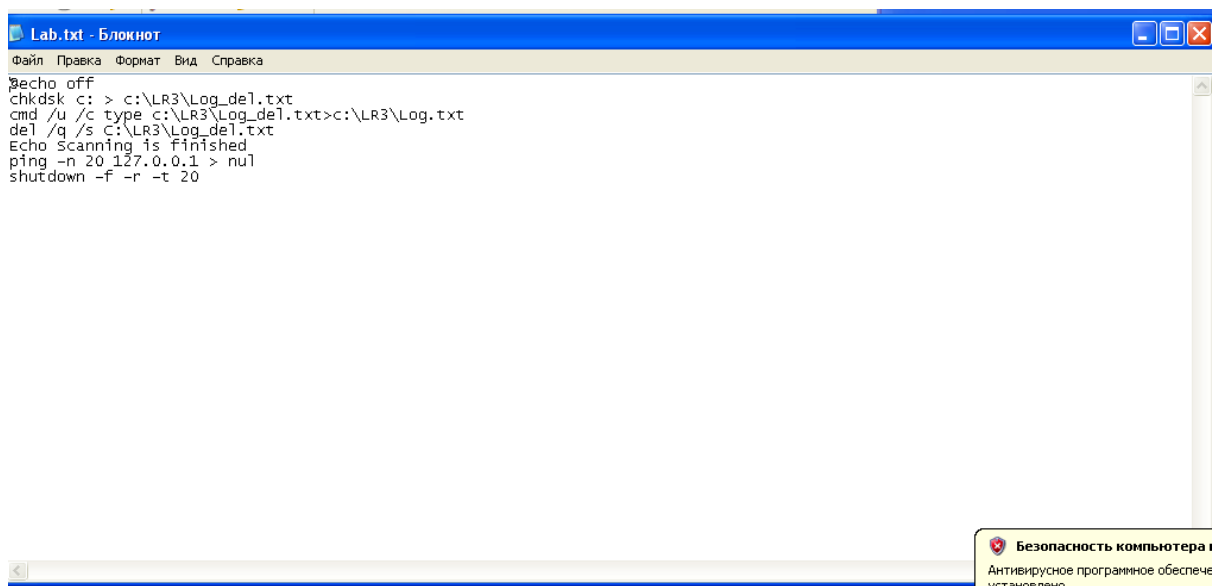 Lab.txt - Блокнот
Файл Правка Формат Вид Справка
@echo off
chkdsk c: > c:\LR3\Log_del.txt
cmd /u /c type c:\LR3\Log_del.txt>c:\LR3\Log.txt
del /q /s C:\LR3\Log_del.txt
Echo Scanning is finished
ping -n 20 127.0.0.1 > nul
shutdown -f -r -t 20
Безопасность компьютера
Антивирусное программное обеспече
установлено